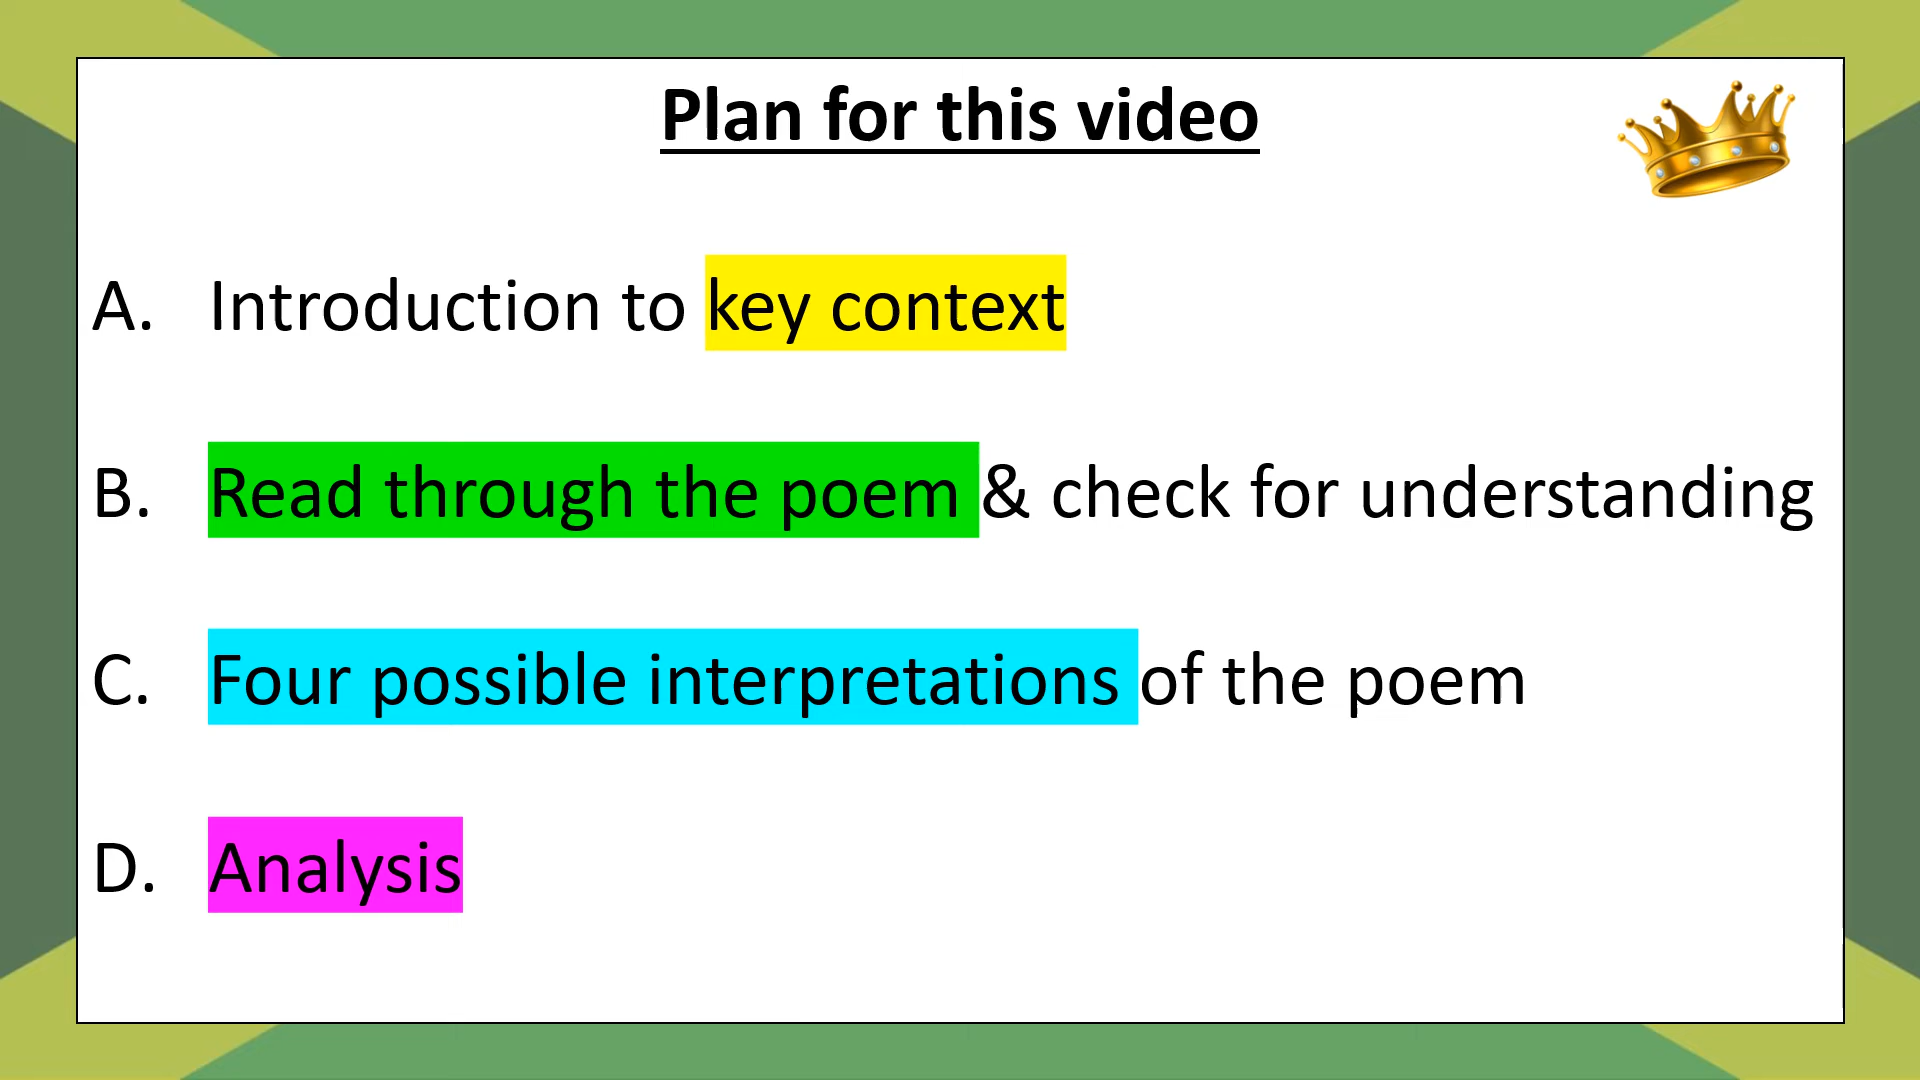 Plan for this video
A. Introduction to key context
B. Read through the poem & check for understanding
C. Four possible interpretations of the poem
D. Analysis